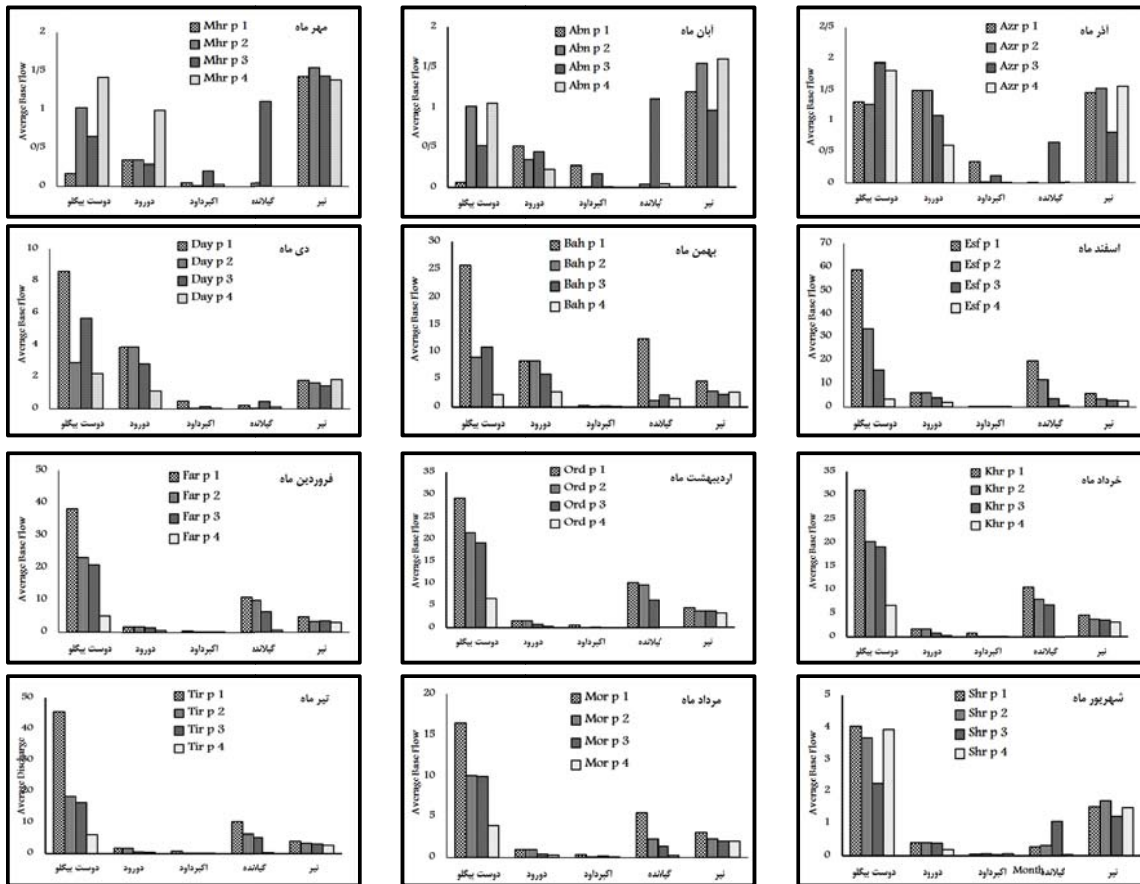 مهر ماه
Mhr p 1
Mhr p 2
Mhr p 3
Mhr p 4
Average Base Flow
2
1/5
1
0/5
0
دوست بیگلو
دورود
اکبرداود
گیلانده
نیر
آبان ماه
Abn p 1
Abn p 2
Abn p 3
Abn p 4
Average Base Flow
2
1/5
1
0/5
0
دوست بیگلو
دورود
اکبرداود
گیلانده
نیر
آذر ماه
Azr p 1
Azr p 2
Azr p 3
Azr p 4
Average Base Flow
2/5
2
1/5
1
0/5
0
دوست بیگلو
دورود
اکبرداود
گیلانده
نیر
دی ماه
Day p 1
Day p 2
Day p 3
Day p 4
Average Base Flow
10
8
6
4
2
0
دوست بیگلو
دورود
اکبرداود
گیلانده
نیر
بهمن ماه
Bah p 1
Bah p 2
Bah p 3
Bah p 4
Average Base Flow
30
25
20
15
10
5
0
دوست بیگلو
دورود
اکبرداود
گیلانده
نیر
اسفند ماه
Esf p 1
Esf p 2
Esf p 3
Esf p 4
Average Base Flow
70
60
50
40
30
20
10
0
دوست بیگلو
دورود
اکبرداود
گیلانده
نیر
فروردین ماه
Far p 1
Far p 2
Far p 3
Far p 4
Average Base Flow
50
40
30
20
10
0
دوست بیگلو
دورود
اکبرداود
گیلانده
نیر
اردیبهشت ماه
Ord p 1
Ord p 2
Ord p 3
Ord p 4
Average Base Flow
35
30
25
20
15
10
5
0
دوست بیگلو
دورود
اکبرداود
گیلانده
نیر
خرداد ماه
Khr p 1
Khr p 2
Khr p 3
Khr p 4
Average Base Flow
35
30
25
20
15
10
5
0
دوست بیگلو
دورود
اکبرداود
گیلانده
نیر
تیر ماه
Tir p 1
Tir p 2
Tir p 3
Tir p 4
Average Discharge
50
40
30
20
10
0
دوست بیگلو
دورود
اکبرداود
گیلانده
نیر
مرداد ماه
Mor p 1
Mor p 2
Mor p 3
Mor p 4
Average Base Flow
20
15
10
5
0
دوست بیگلو
دورود
اکبرداود
گیلانده
نیر
شهریور ماه
Shr p 1
Shr p 2
Shr p 3
Shr p 4
Average Base Flow
5
4
3
2
1
0
دوست بیگلو
دورود
اکبرداود
گیلانده
نیر
Month